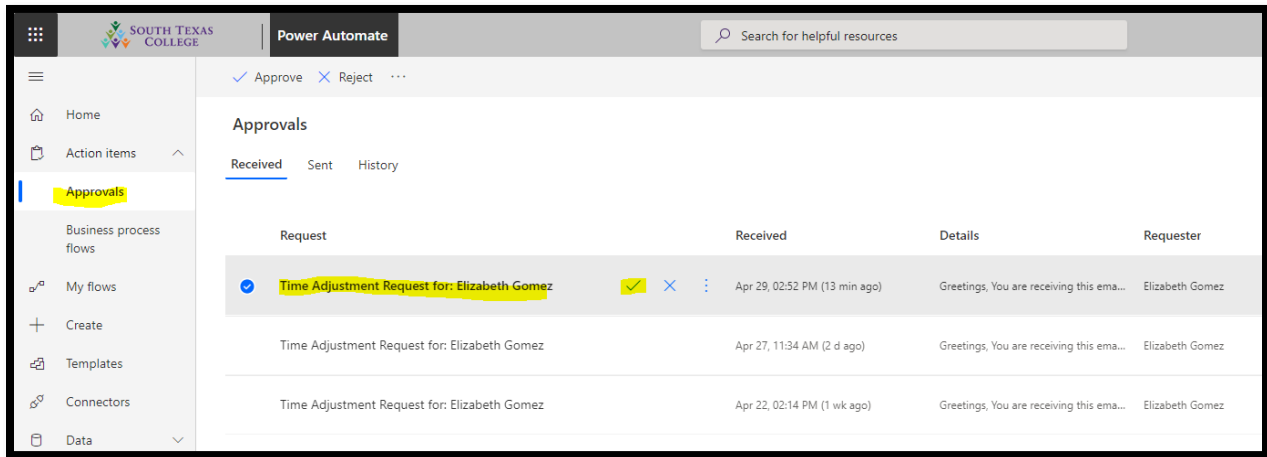 SOUTH TEXAS
COLLEGE
Power Automate
Search for helpful resources
Approve Reject ...
Home
Action items
Approvals
Business process
flows
My flows
Create
Templates
Connectors
Data
Approvals
Received Sent History
Request Received Details Requester
Time Adjustment Request for: Elizabeth Gomez Apr 29, 02:52 PM (13 min ago) Greetings, You are receiving this ema... Elizabeth Gomez
Time Adjustment Request for: Elizabeth Gomez Apr 27, 11:34 AM (2 d ago) Greetings, You are receiving this ema... Elizabeth Gomez
Time Adjustment Request for: Elizabeth Gomez Apr 22, 02:14 PM (1 wk ago) Greetings, You are receiving this ema... Elizabeth Gomez